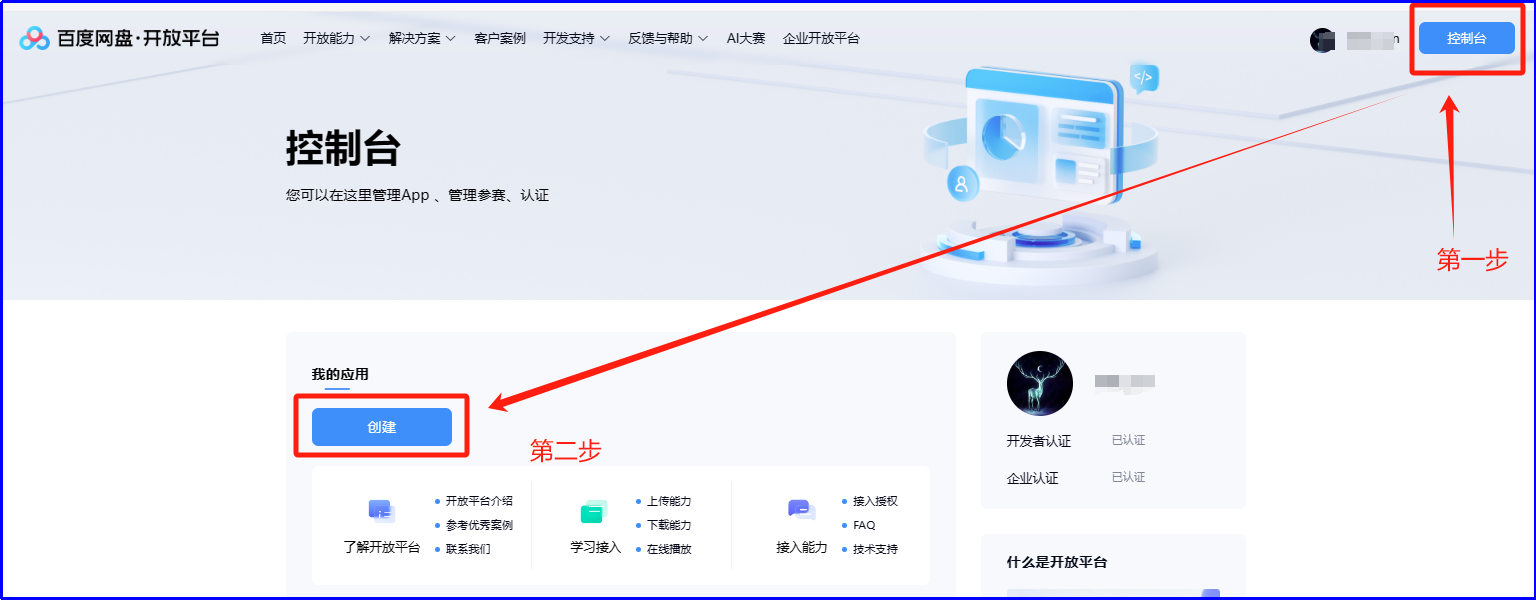 百度网盘·开放平台 首页 开放能力 解决方案 客户案例 开发支持 反馈与帮助 AI大赛 企业开放平台 控制台
</>
控制台
您可以在这里管理App 、管理参赛、认证
第一步
我的应用
创建
第二步
了解开放平台
开放平台介绍
参考优秀案例
联系我们
学习接入
上传能力
下载能力
在线播放
接入能力
接入授权
FAQ
技术支持
开发者认证 已认证
企业认证 已认证
什么是开放平台